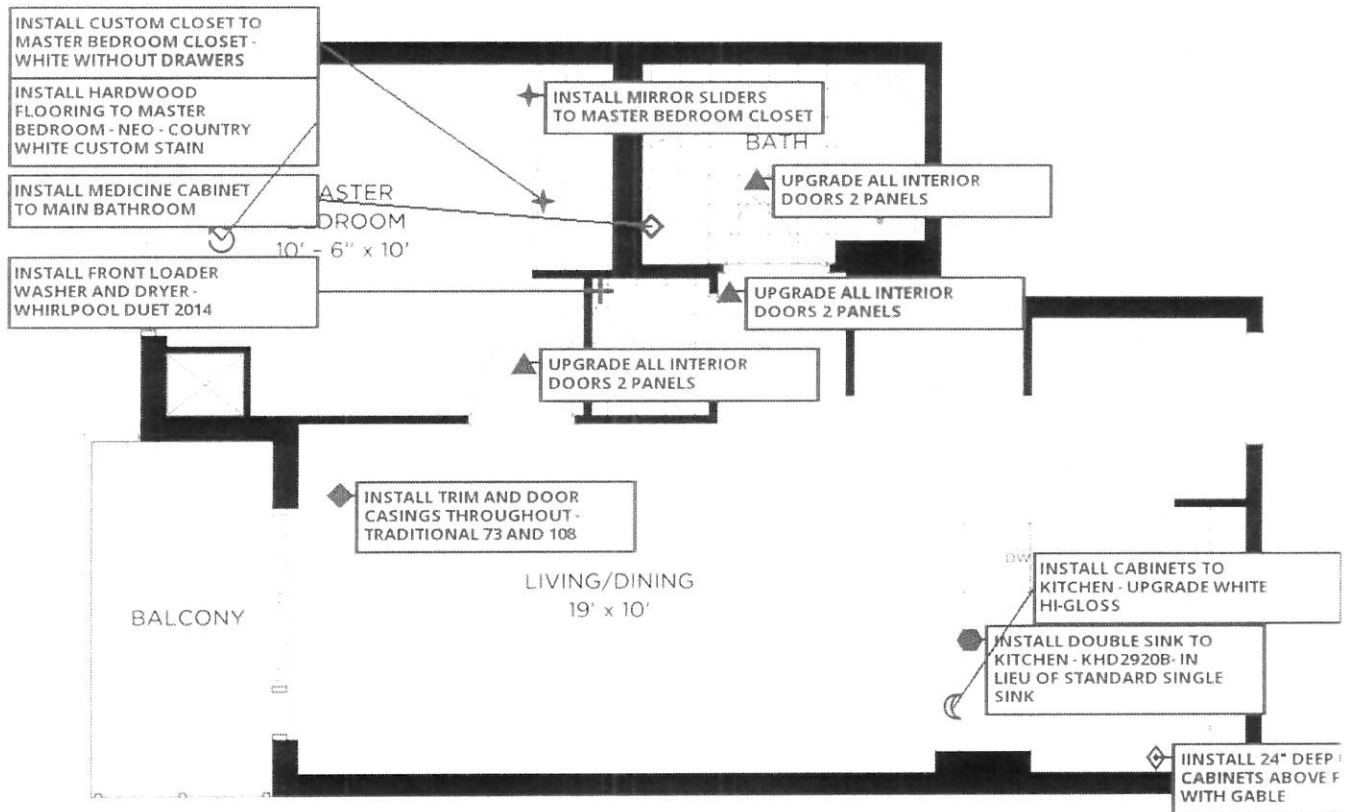 INSTALL CUSTOM CLOSET TO
MASTER BEDROOM CLOSET -
WHITE WITHOUT DRAWERS
INSTALL HARDWOOD
FLOORING TO MASTER
BEDROOM - NEO - COUNTRY
WHITE CUSTOM STAIN
INSTALL MEDICINE CABINET
TO MAIN BATHROOM
INSTALL FRONT LOADER
WASHER AND DRYER -
WHIRLPOOL DUET 2014
ASTER
DROOM
10' - 6" x 10'
INSTALL MIRROR SLIDERS
TO MASTER BEDROOM CLOSET
BATH
UPGRADE ALL INTERIOR
DOORS 2 PANELS
UPGRADE ALL INTERIOR
DOORS 2 PANELS
UPGRADE ALL INTERIOR
DOORS 2 PANELS
INSTALL TRIM AND DOOR
CASINGS THROUGHOUT -
TRADITIONAL 73 AND 108
LIVING/DINING
19' x 10'
BALCONY
DW
INSTALL CABINETS TO
KITCHEN - UPGRADE WHITE
HI-GLOSS
INSTALL DOUBLE SINK TO
KITCHEN - KHD2920B- IN
LIEU OF STANDARD SINGLE
SINK
IINSTALL 24" DEEP
CABINETS ABOVE F
WITH GABLE